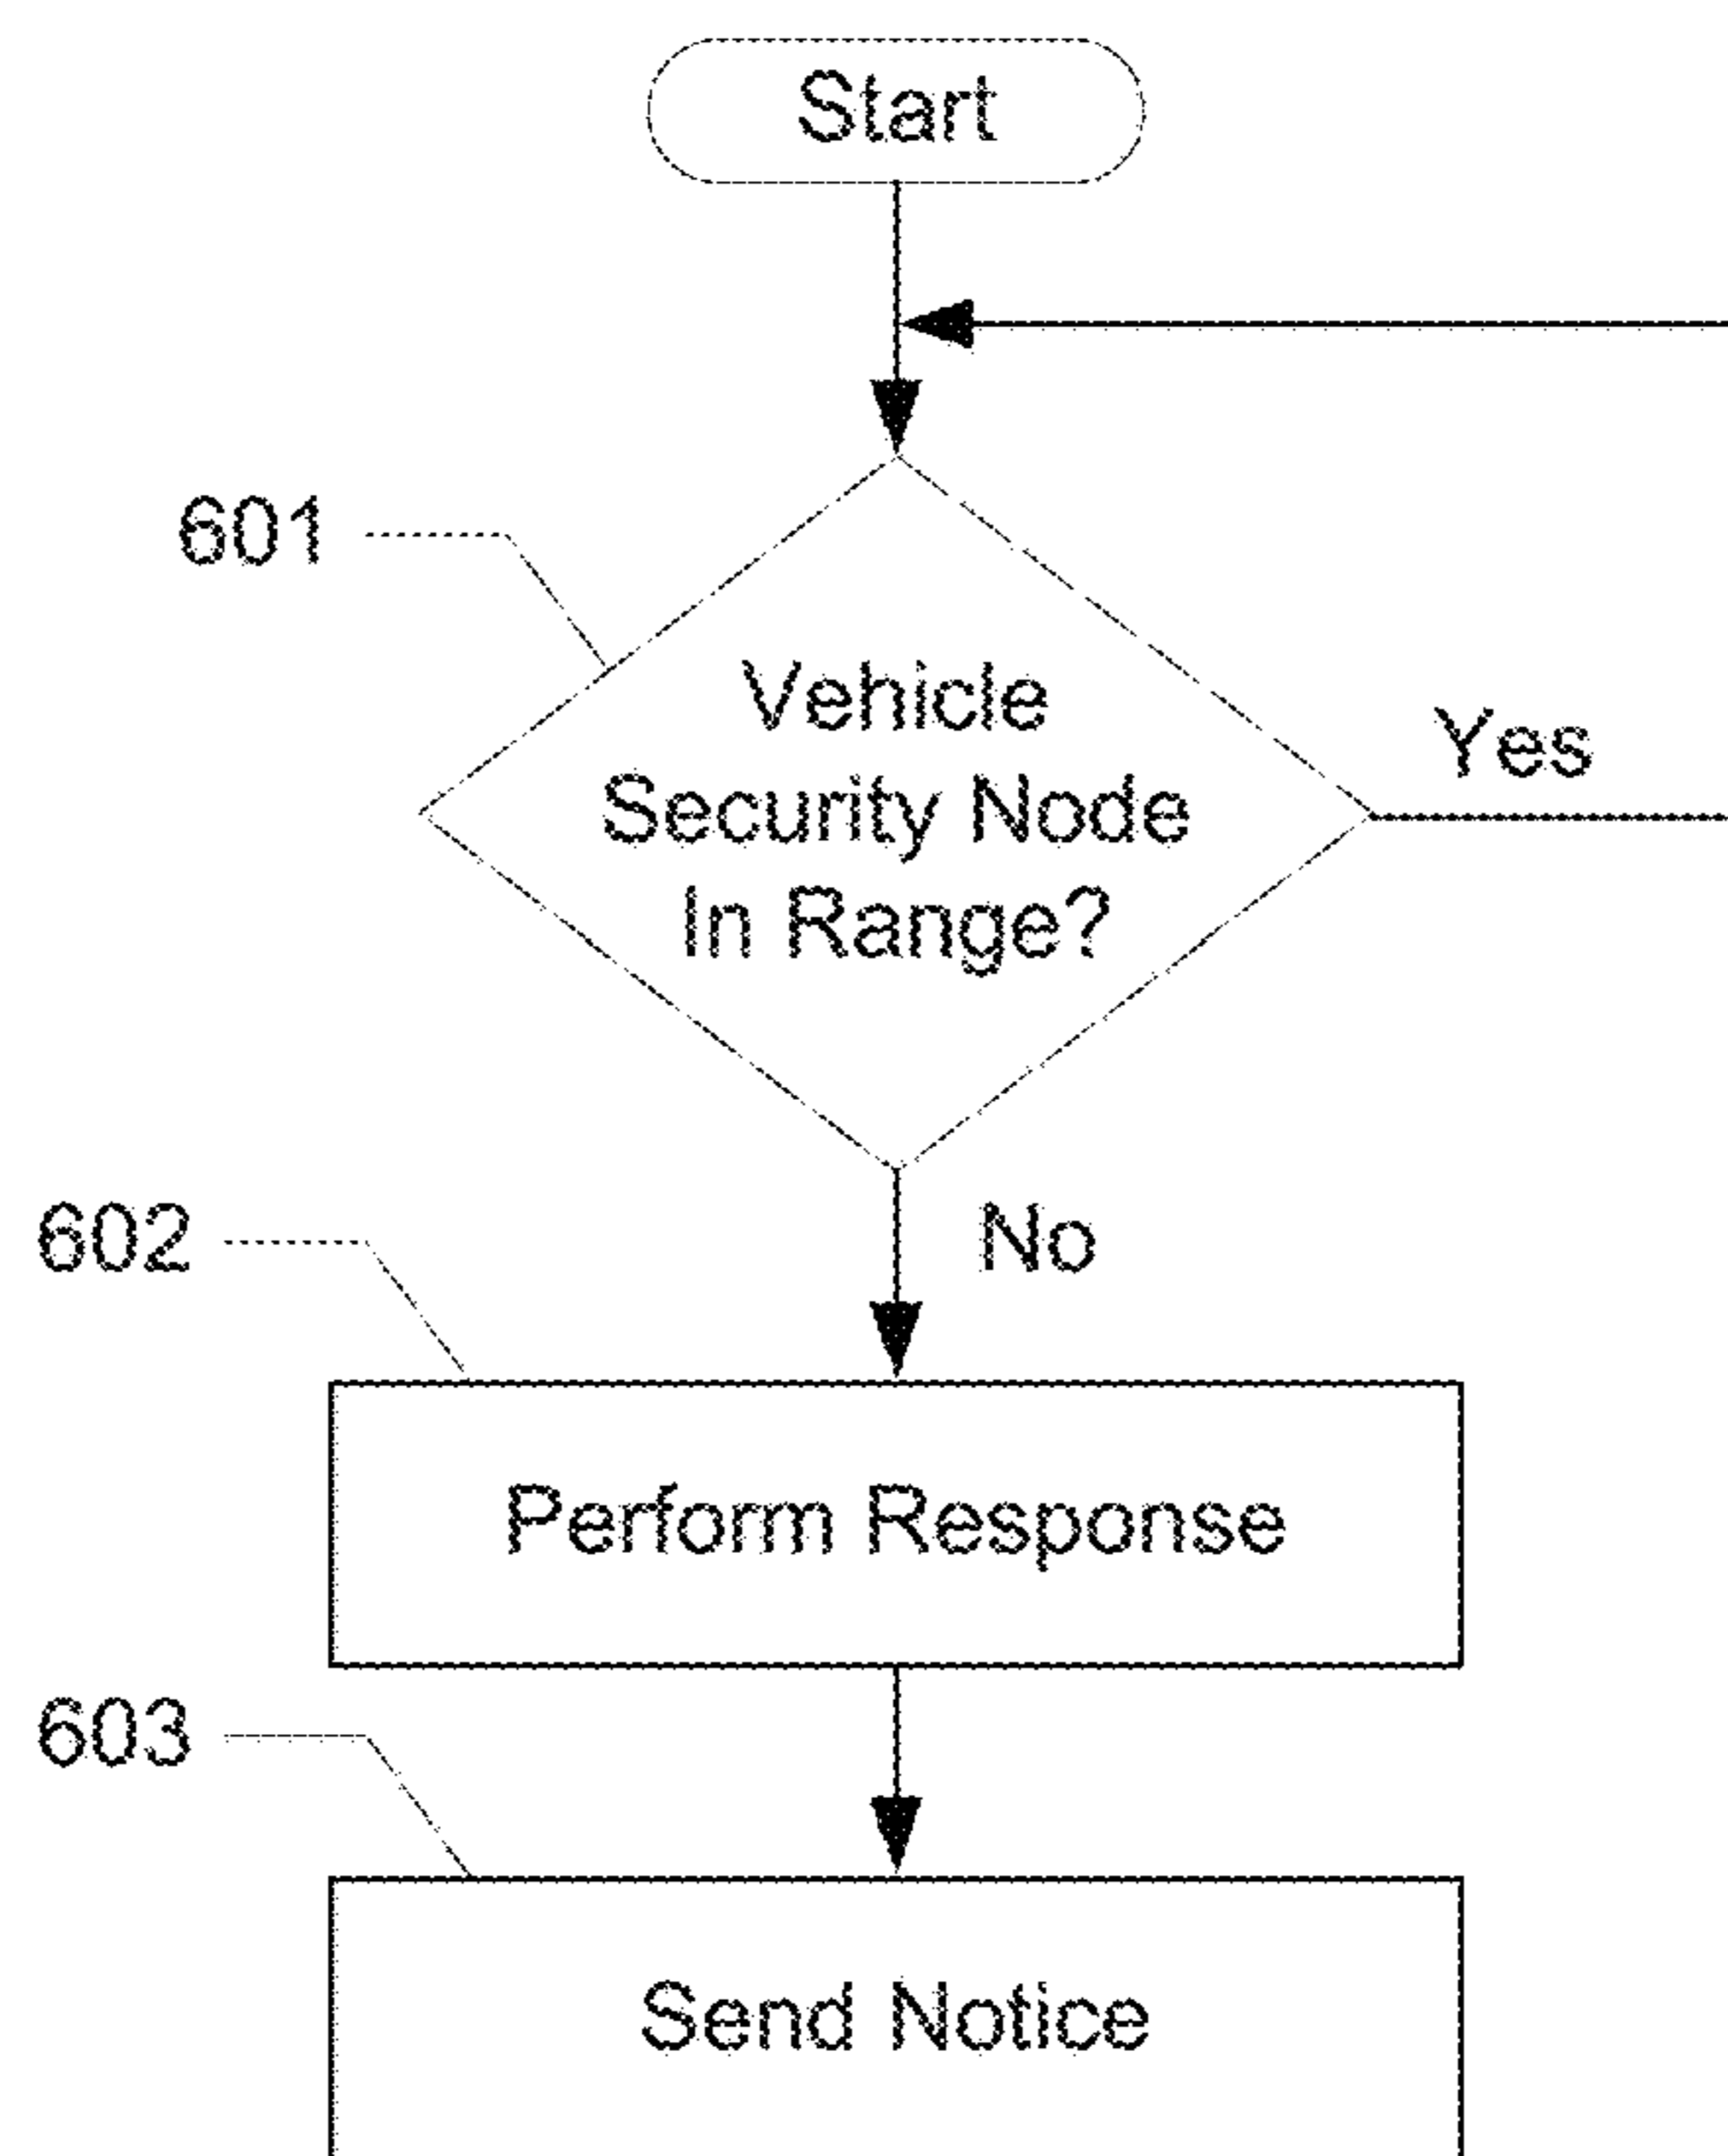 Start
601
Vehicle
Security Node
In Range?
Yes
602
No
Perform Response
603
Send Notice